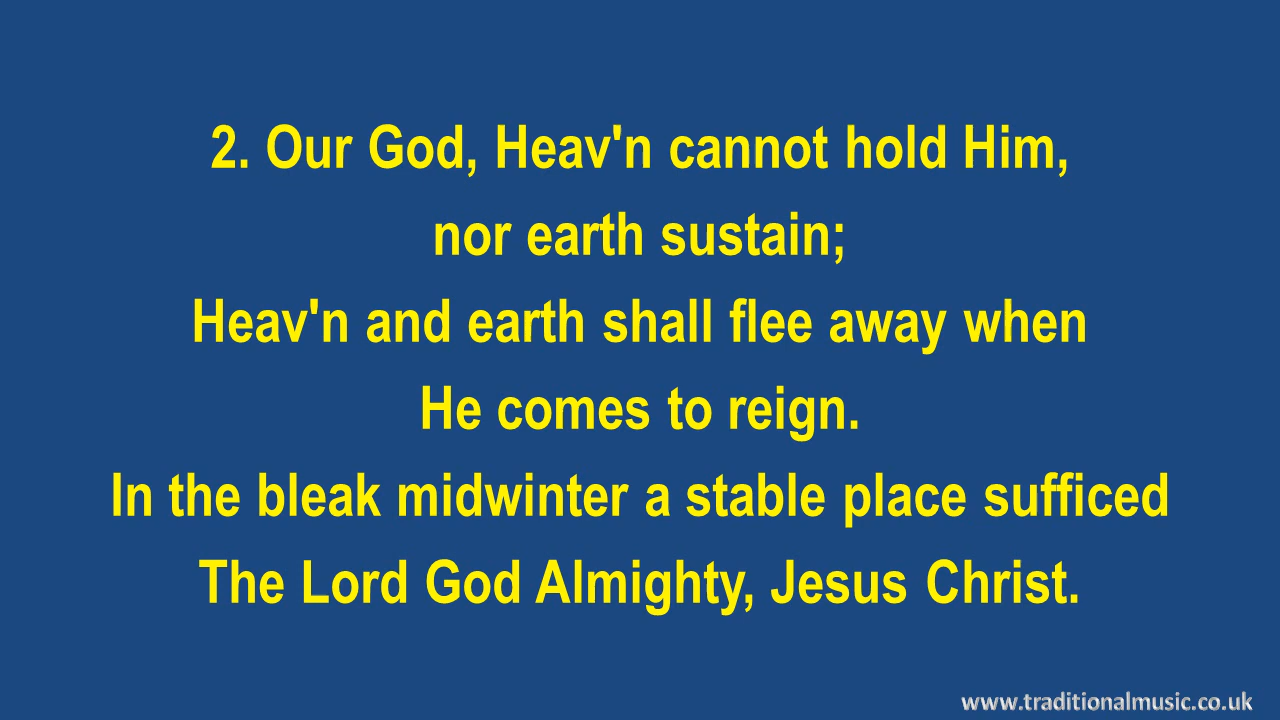 2. Our God, Heav'n cannot hold Him,
nor earth sustain;
Heav'n and earth shall flee away when
He comes to reign.
In the bleak midwinter a stable place sufficed
The Lord God Almighty, Jesus Christ.
www.traditionalmusic.co.uk